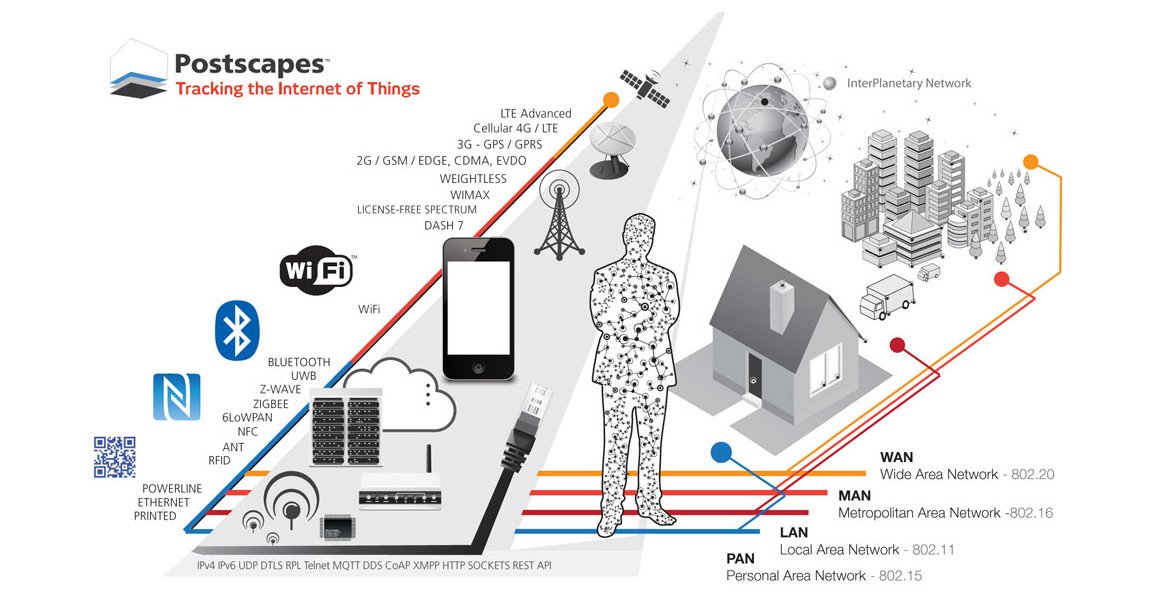 Postscapes™
Tracking the Internet of Things
InterPlanetary Network
LTE Advanced
Cellular 4G / LTE
3G - GPS / GPRS
2G / GSM / EDGE, CDMA, EVDO
WEIGHTLESS
WIMAX
LICENSE-FREE SPECTRUM
DASH 7
WiFi™
WiFi
BLUETOOTH
UWB
Z-WAVE
ZIGBEE
6LoWPAN
NFC
ANT
RFID
POWERLINE
ETHERNET
PRINTED
WAN
Wide Area Network - 802.20
MAN
Metropolitan Area Network -802.16
LAN
Local Area Network - 802.11
PAN
Personal Area Network - 802.15
IPv4 IPv6 UDP DTLS RPL Telnet MQTT DDS CoAP XMPP HTTP SOCKETS REST API